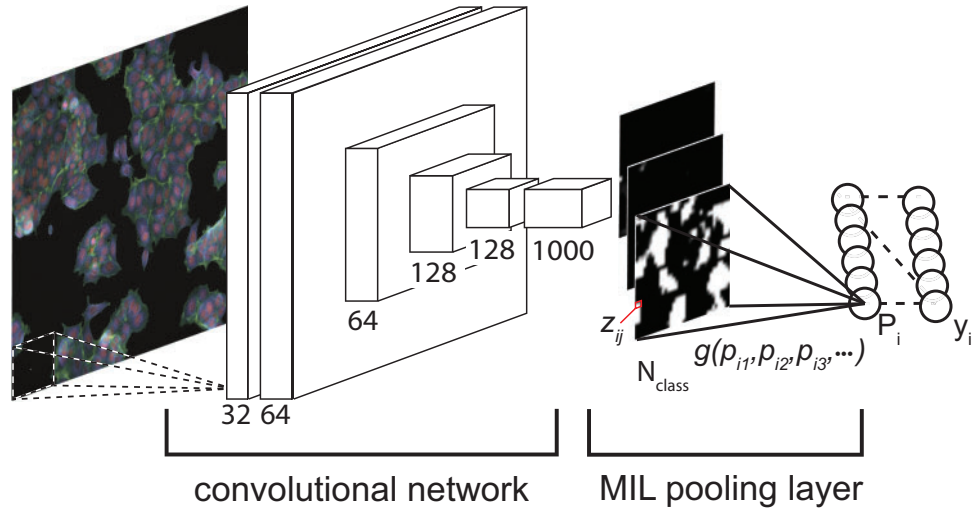 32
64
64
128
128
1000
z_ij
N_class
g(p_i1,p_i2,p_i3,...)
P_i
y_i
convolutional network
MIL pooling layer